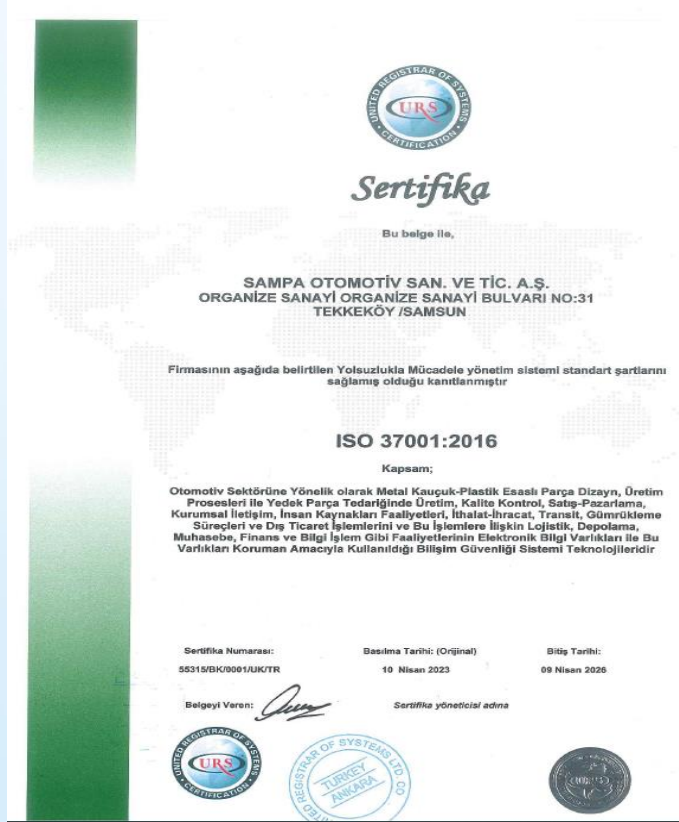 UNITED REGISTRAR OF SYSTEMS
URS
CERTIFICATION
Sertifika
Bu belge ile,
SAMPA OTOMOTİV SAN. VE TİC. A.Ş.
ORGANİZE SANAYİ ORGANİZE SANAYİ BULVARI NO:31
TEKKEKÖY /SAMSUN
Firmasının aşağıda belirtilen Yolsuzlukla Mücadele yönetim sistemi standart şartlarını
sağlamış olduğu kanıtlanmıştır
ISO 37001:2016
Kapsam;
Otomotiv Sektörüne Yönelik olarak Metal Kauçuk-Plastik Esaslı Parça Dizayn, Üretim
Prosesleri ile Yedek Parça Tedariğinde Üretim, Kalite Kontrol, Satış-Pazarlama,
Kurumsal İletişim, İnsan Kaynakları Faaliyetleri, İthalat-İhracat, Transit, Gümrükleme
Süreçleri ve Dış Ticaret İşlemlerini ve Bu İşlemlere İlişkin Lojistik, Depolama,
Muhasebe, Finans ve Bilgi İşlem Gibi Faaliyetlerinin Elektronik Bilgi Varlıkları ile Bu
Varlıkları Koruman Amacıyla Kullanıldığı Bilişim Güvenliği Sistemi Teknolojileridir
Sertifika Numarası: Basılma Tarihi: (Orijinal) Bitiş Tarihi:
55315/BK/0001/UK/TR 10 Nisan 2023 09 Nisan 2026
Belgeyi Veren: Sertifika yöneticisi adına
UNITED REGISTRAR OF SYSTEMS
URS
CERTIFICATION
REGISTRAR OF SYSTEMS LTD. CO
TURKEY
ANKARA
URS